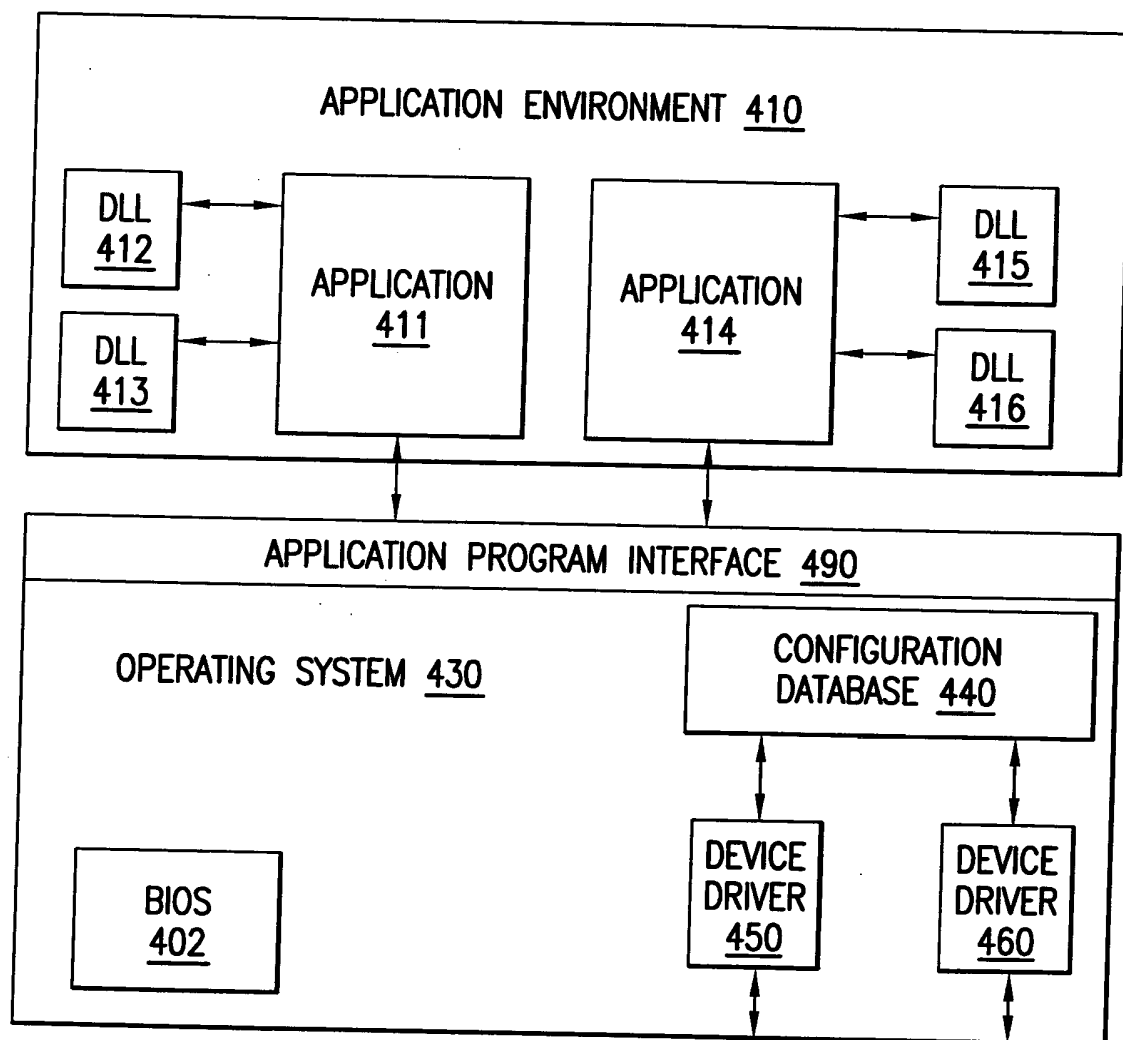 APPLICATION ENVIRONMENT 410
DLL
412
DLL
413
APPLICATION
411
APPLICATION
414
DLL
415
DLL
416
APPLICATION PROGRAM INTERFACE 490
OPERATING SYSTEM 430
CONFIGURATION
DATABASE 440
BIOS
402
DEVICE
DRIVER
450
DEVICE
DRIVER
460